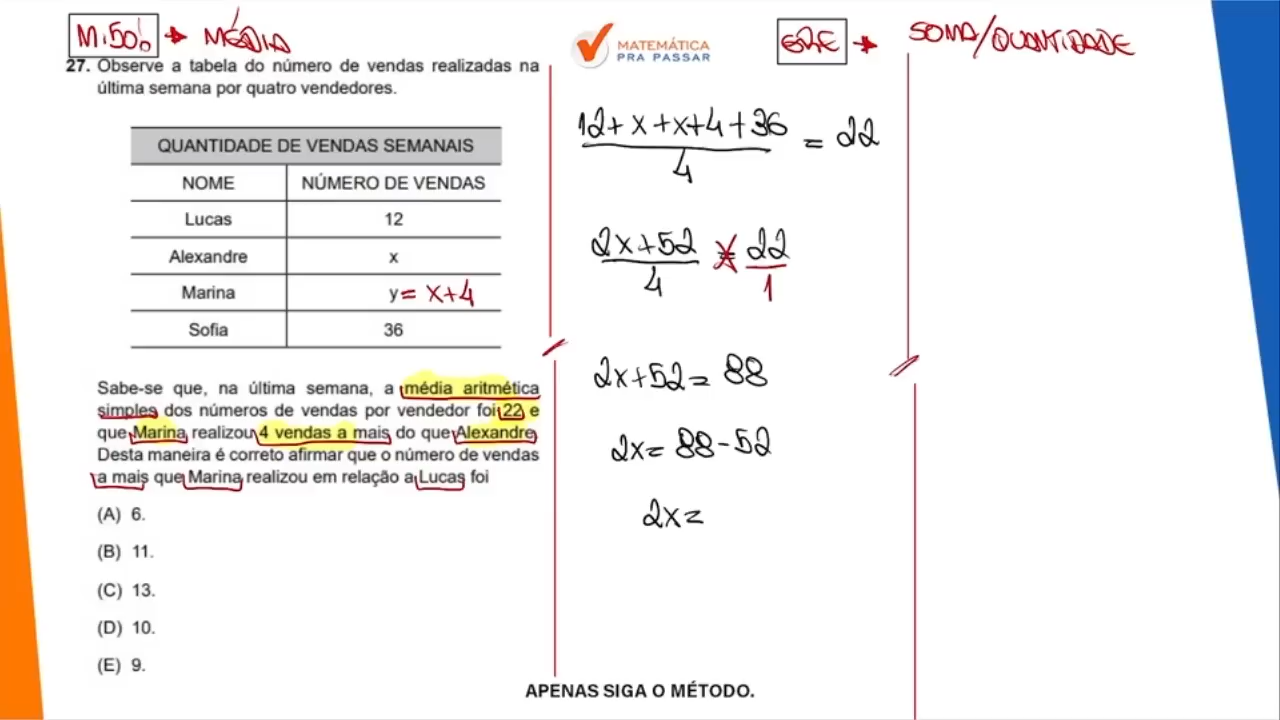 M.50% → MÉDIA
MATEMÁTICA
PRA PASSAR
→ SOMA/QUANTIDADE
27. Observe a tabela do número de vendas realizadas na
última semana por quatro vendedores.
QUANTIDADE DE VENDAS SEMANAIS
NOME NÚMERO DE VENDAS
Lucas 12
Alexandre x
Marina y = x+4
Sofia 36
Sabe-se que, na última semana, a média aritmética
simples dos números de vendas por vendedor foi 22 e
que Marina realizou 4 vendas a mais do que Alexandre.
Desta maneira é correto afirmar que o número de vendas
a mais que Marina realizou em relação a Lucas foi
(A) 6.
(B) 11.
(C) 13.
(D) 10.
(E) 9.
12+x+x+4+36
4
= 22
2x+52
4
= 22
1
2x+52=88
2x=88-52
2x=
APENAS SIGA O MÉTODO.